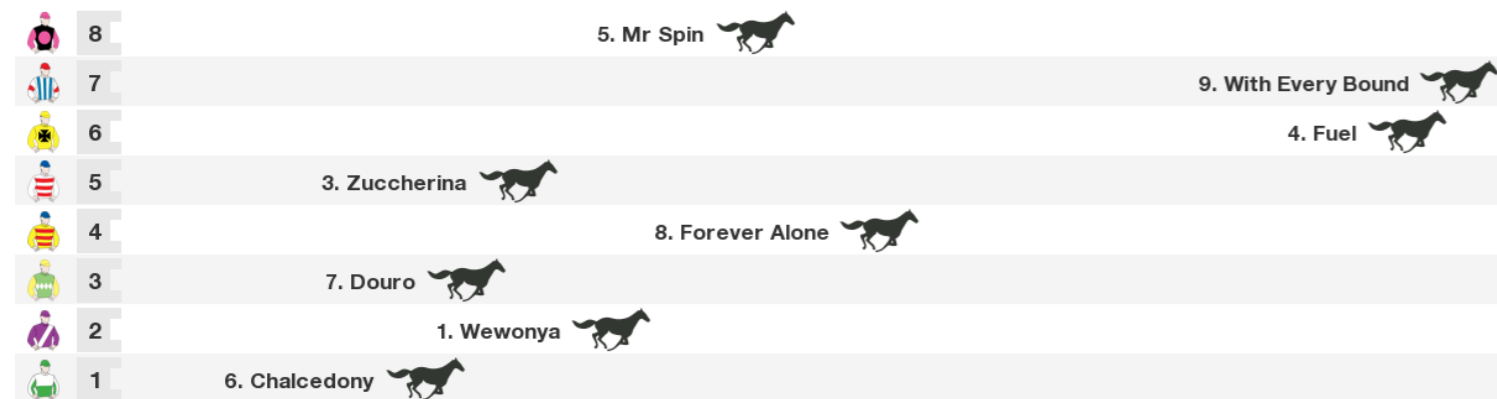 8 5. Mr Spin
7 9. With Every Bound
6 4. Fuel
5 3. Zuccherina
4 8. Forever Alone
3 7. Douro
2 1. Wewonya
1 6. Chalcedony